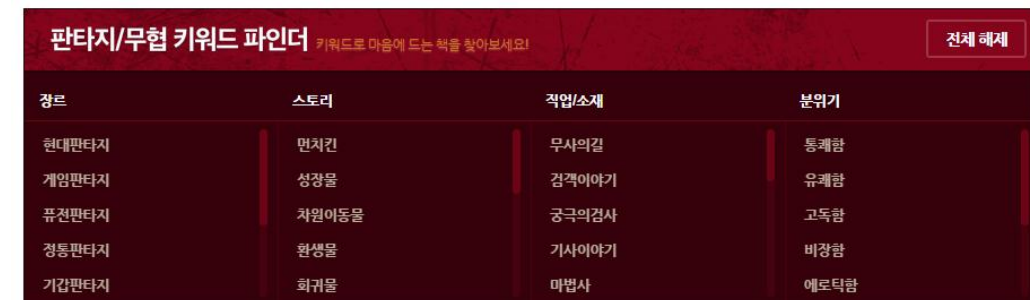 판타지/무협 키워드 파인더 키워드로 마음에 드는 책을 찾아보세요!
전체 해제
장르 스토리 직업/소재 분위기
현대판타지 먼치킨 무사의길 통쾌함
게임판타지 성장물 검객이야기 유쾌함
퓨전판타지 차원이동물 궁극의검사 고독함
정통판타지 환생물 기사이야기 비장함
기갑판타지 회귀물 마법사 에로틱함